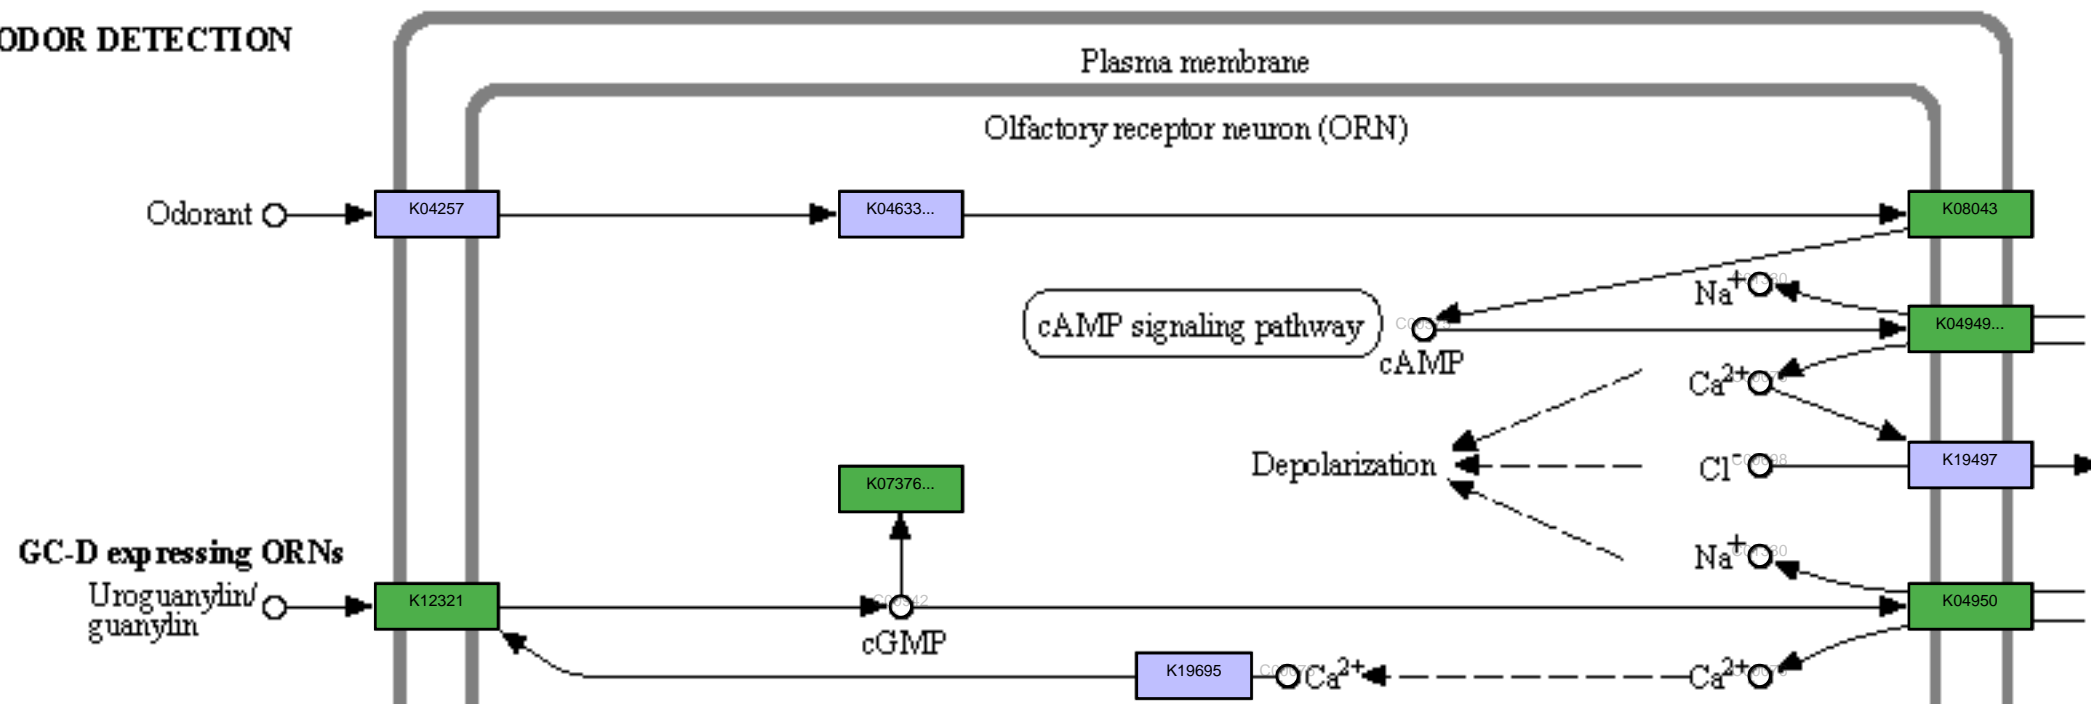 ODOR DETECTION
Plasma membrane
Olfactory receptor neuron (ORN)
Odorant
K04257
K04633...
K08043
Na+
cAMP signaling pathway
cAMP
K04949...
Ca2+
Depolarization
Cl-
K19497
K07376...
GC-D expressing ORNs
Na+
Uroguanylin/
guanylin
K12321
cGMP
K04950
K19695
Ca2+
Ca2+